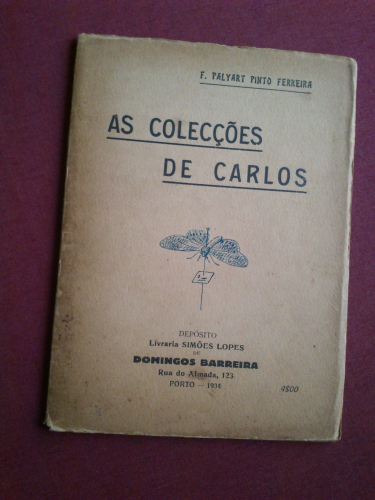 F. PALYART PINTO FERREIRA
AS COLECÇÕES
DE CARLOS
DEPÓSITO
Livraria SIMÕES LOPES
DE
DOMINGOS BARREIRA
Rua do Almada, 123
PORTO — 1934
4$00